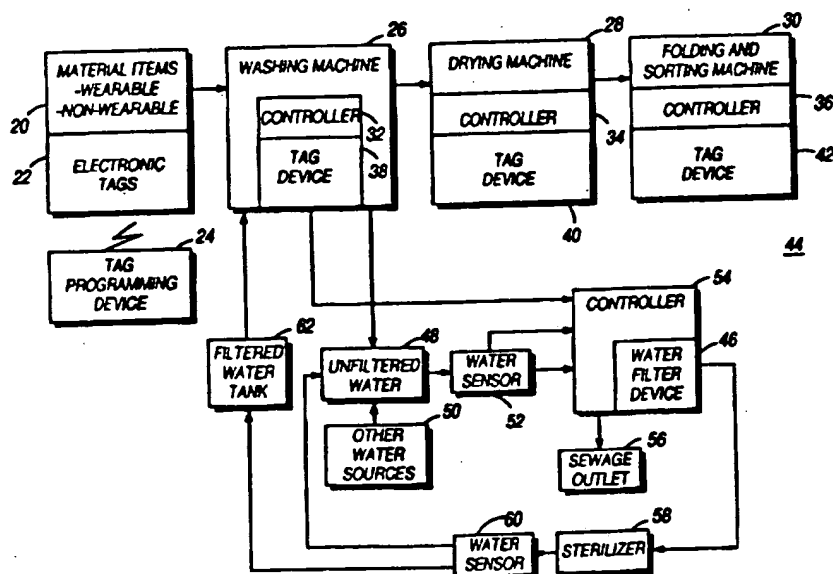 26
28
30
MATERIAL ITEMS
-WEARABLE
-NON-WEARABLE
20
22
ELECTRONIC
TAGS
WASHING MACHINE
CONTROLLER
32
TAG
DEVICE
38
DRYING MACHINE
CONTROLLER
34
TAG
DEVICE
40
FOLDING AND
SORTING MACHINE
CONTROLLER
36
TAG
DEVICE
42
24
TAG
PROGRAMMING
DEVICE
44
54
CONTROLLER
46
WATER
FILTER
DEVICE
62
FILTERED
WATER
TANK
48
UNFILTERED
WATER
WATER
SENSOR
52
50
OTHER
WATER
SOURCES
56
SEWAGE
OUTLET
60
WATER
SENSOR
58
STERILIZER